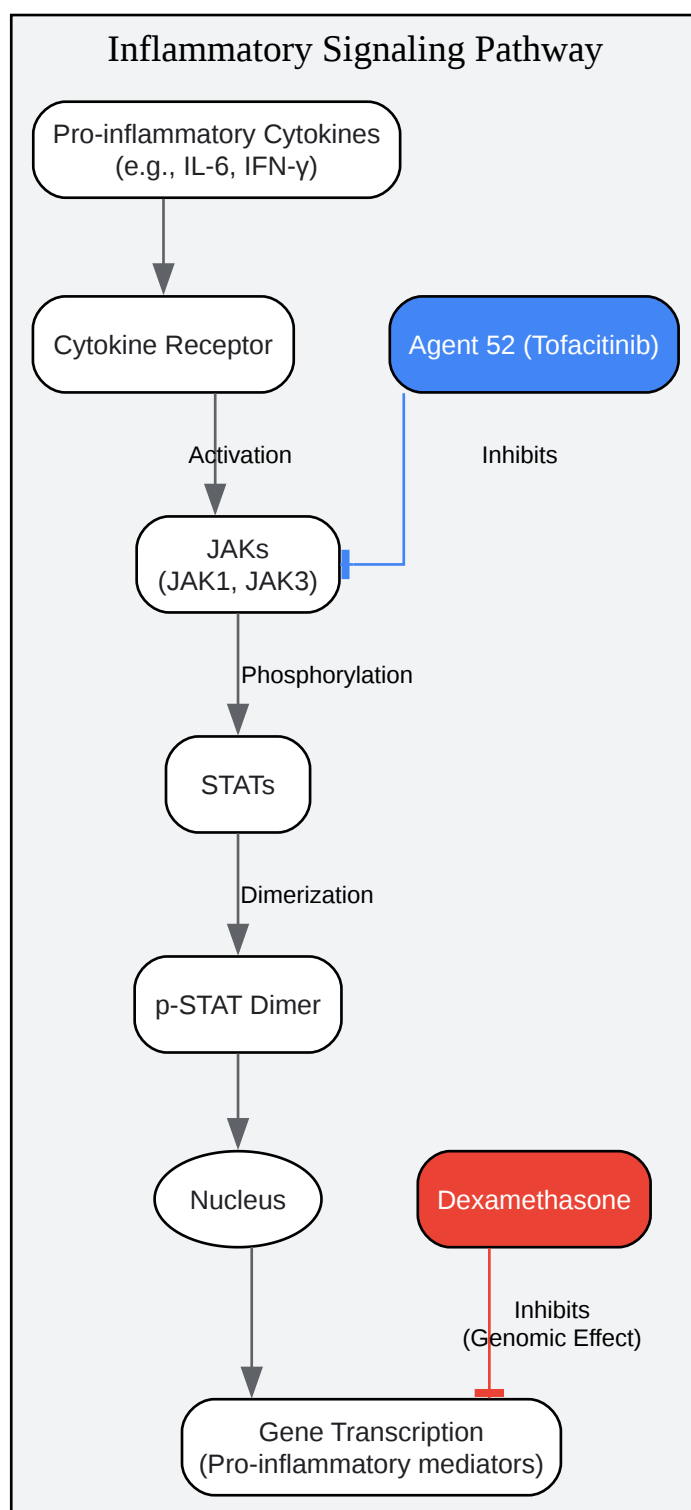 Inflammatory Signaling Pathway
Pro-inflammatory Cytokines
(e.g., IL-6, IFN-γ)
Cytokine Receptor
Agent 52 (Tofacitinib)
Activation
Inhibits
JAKs
(JAK1, JAK3)
Phosphorylation
STATs
Dimerization
p-STAT Dimer
Nucleus
Dexamethasone
Inhibits
(Genomic Effect)
Gene Transcription
(Pro-inflammatory mediators)